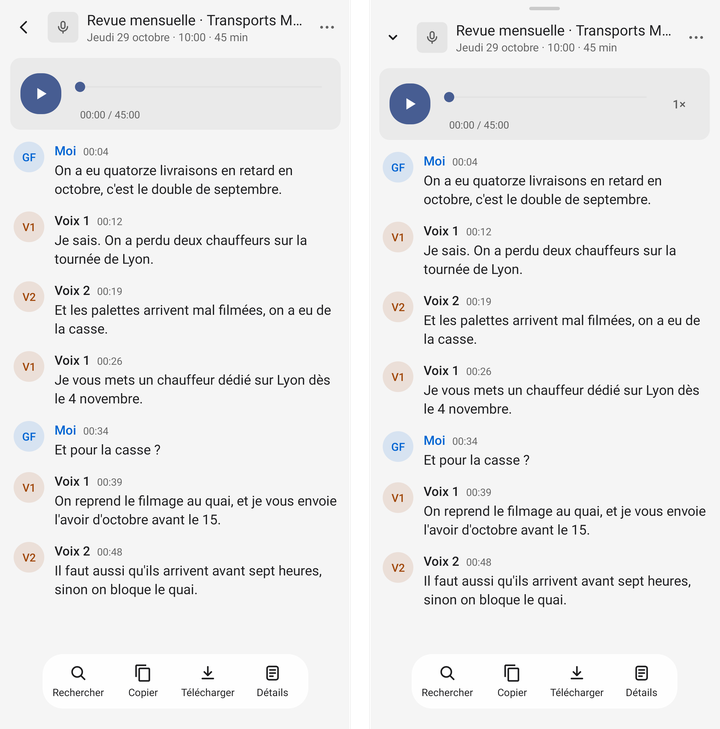 Revue mensuelle · Transports M...
Jeudi 29 octobre · 10:00 · 45 min
00:00 / 45:00
GF
Moi 00:04
On a eu quatorze livraisons en retard en
octobre, c'est le double de septembre.
V1
Voix 1 00:12
Je sais. On a perdu deux chauffeurs sur la
tournée de Lyon.
V2
Voix 2 00:19
Et les palettes arrivent mal filmées, on a eu de
la casse.
V1
Voix 1 00:26
Je vous mets un chauffeur dédié sur Lyon dès
le 4 novembre.
GF
Moi 00:34
Et pour la casse ?
V1
Voix 1 00:39
On reprend le filmage au quai, et je vous envoie
l'avoir d'octobre avant le 15.
V2
Voix 2 00:48
Il faut aussi qu'ils arrivent avant sept heures,
sinon on bloque le quai.
Rechercher
Copier
Télécharger
Détails
Revue mensuelle · Transports M...
Jeudi 29 octobre · 10:00 · 45 min
1×
00:00 / 45:00
GF
Moi 00:04
On a eu quatorze livraisons en retard en
octobre, c'est le double de septembre.
V1
Voix 1 00:12
Je sais. On a perdu deux chauffeurs sur la
tournée de Lyon.
V2
Voix 2 00:19
Et les palettes arrivent mal filmées, on a eu de
la casse.
V1
Voix 1 00:26
Je vous mets un chauffeur dédié sur Lyon dès
le 4 novembre.
GF
Moi 00:34
Et pour la casse ?
V1
Voix 1 00:39
On reprend le filmage au quai, et je vous envoie
l'avoir d'octobre avant le 15.
V2
Voix 2 00:48
Il faut aussi qu'ils arrivent avant sept heures,
sinon on bloque le quai.
Rechercher
Copier
Télécharger
Détails